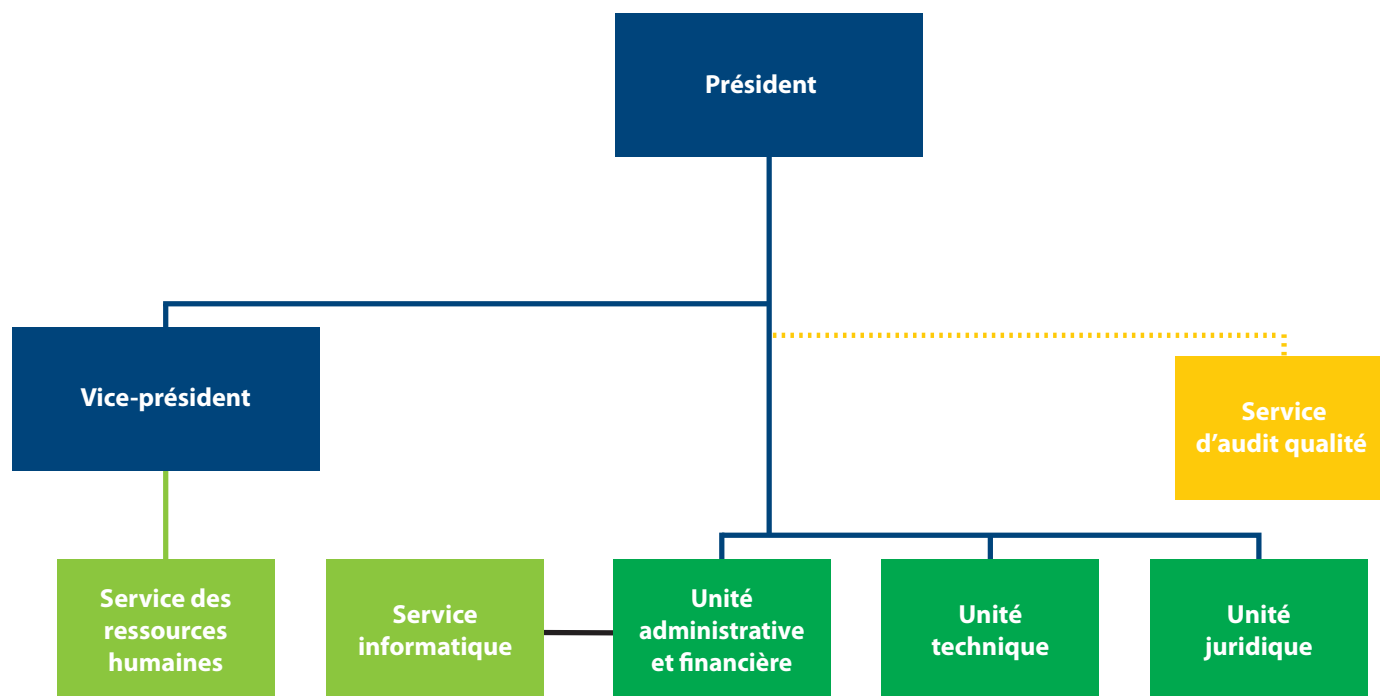 Président
Vice-président
Service
d’audit qualité
Service des
ressources
humaines
Service
informatique
Unité
administrative
et financière
Unité
technique
Unité
juridique